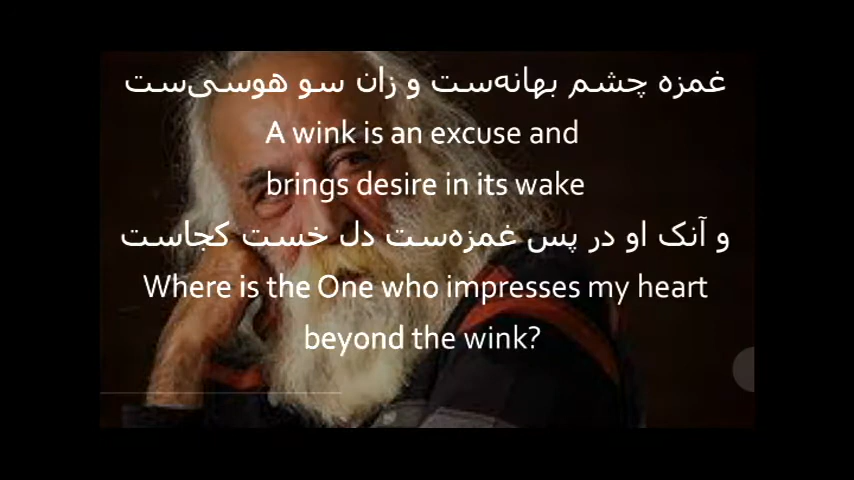 غمزه چشم بهانه‌ست و زان سو هوسی‌ست
A wink is an excuse and
brings desire in its wake
و آنک او در پس غمزه‌ست دل خست کجاست
Where is the One who impresses my heart
beyond the wink?